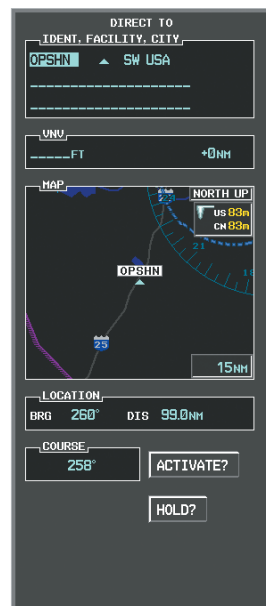 DIRECT TO
IDENT, FACILITY, CITY
OPSHN SW USA
VNV
_____FT +0NM
MAP
NORTH UP
US 83m
CN 83m
25
21
18
OPSHN
25
15NM
LOCATION
BRG 260° DIS 99.0NM
COURSE
258° ACTIVATE?
HOLD?